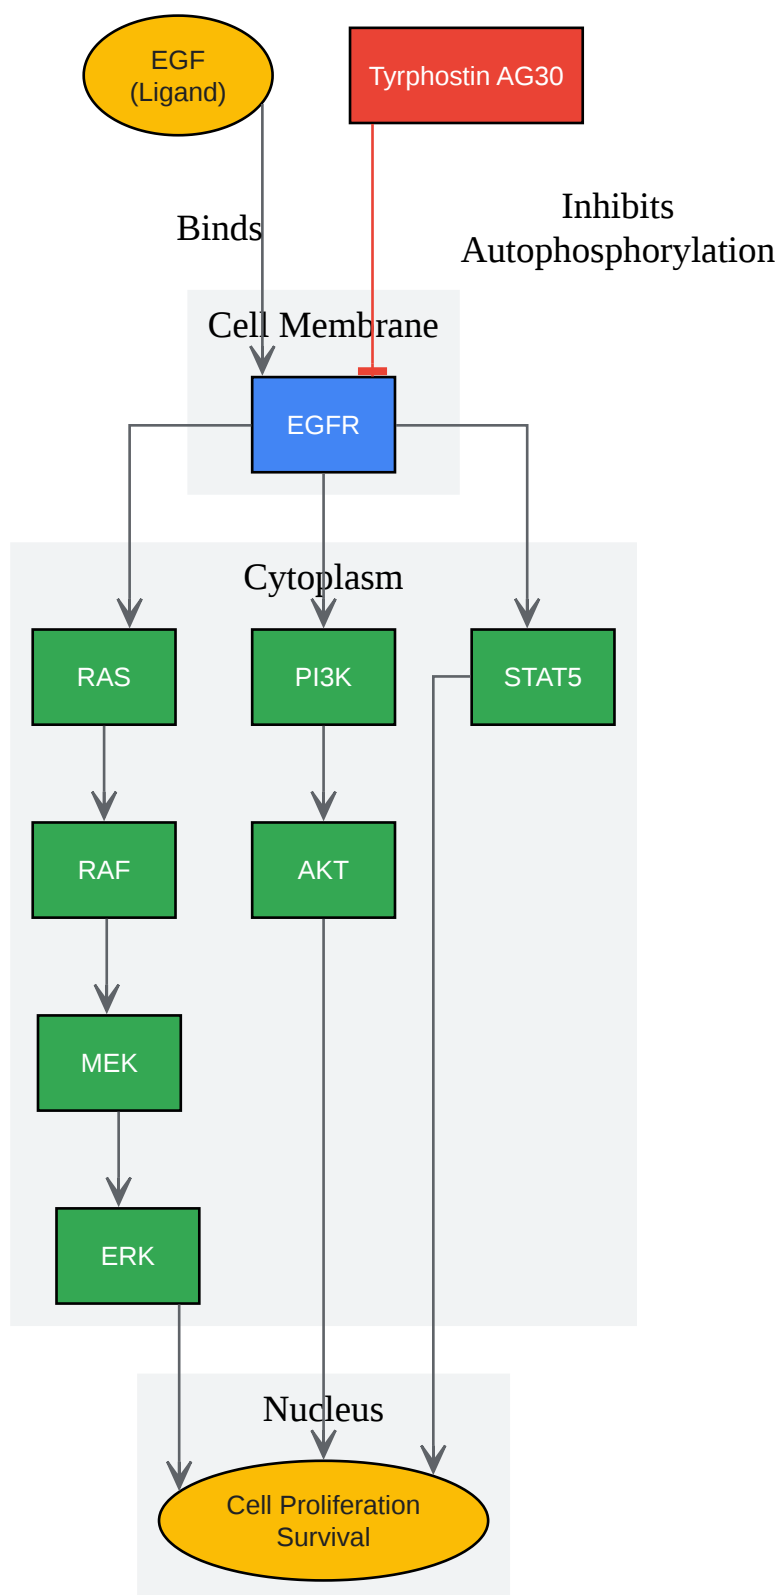 EGF
(Ligand)
Tyrphostin AG30
Binds
Inhibits
Autophosphorylation
Cell Membrane
EGFR
Cytoplasm
RAS
PI3K
STAT5
RAF
AKT
MEK
ERK
Nucleus
Cell Proliferation
Survival